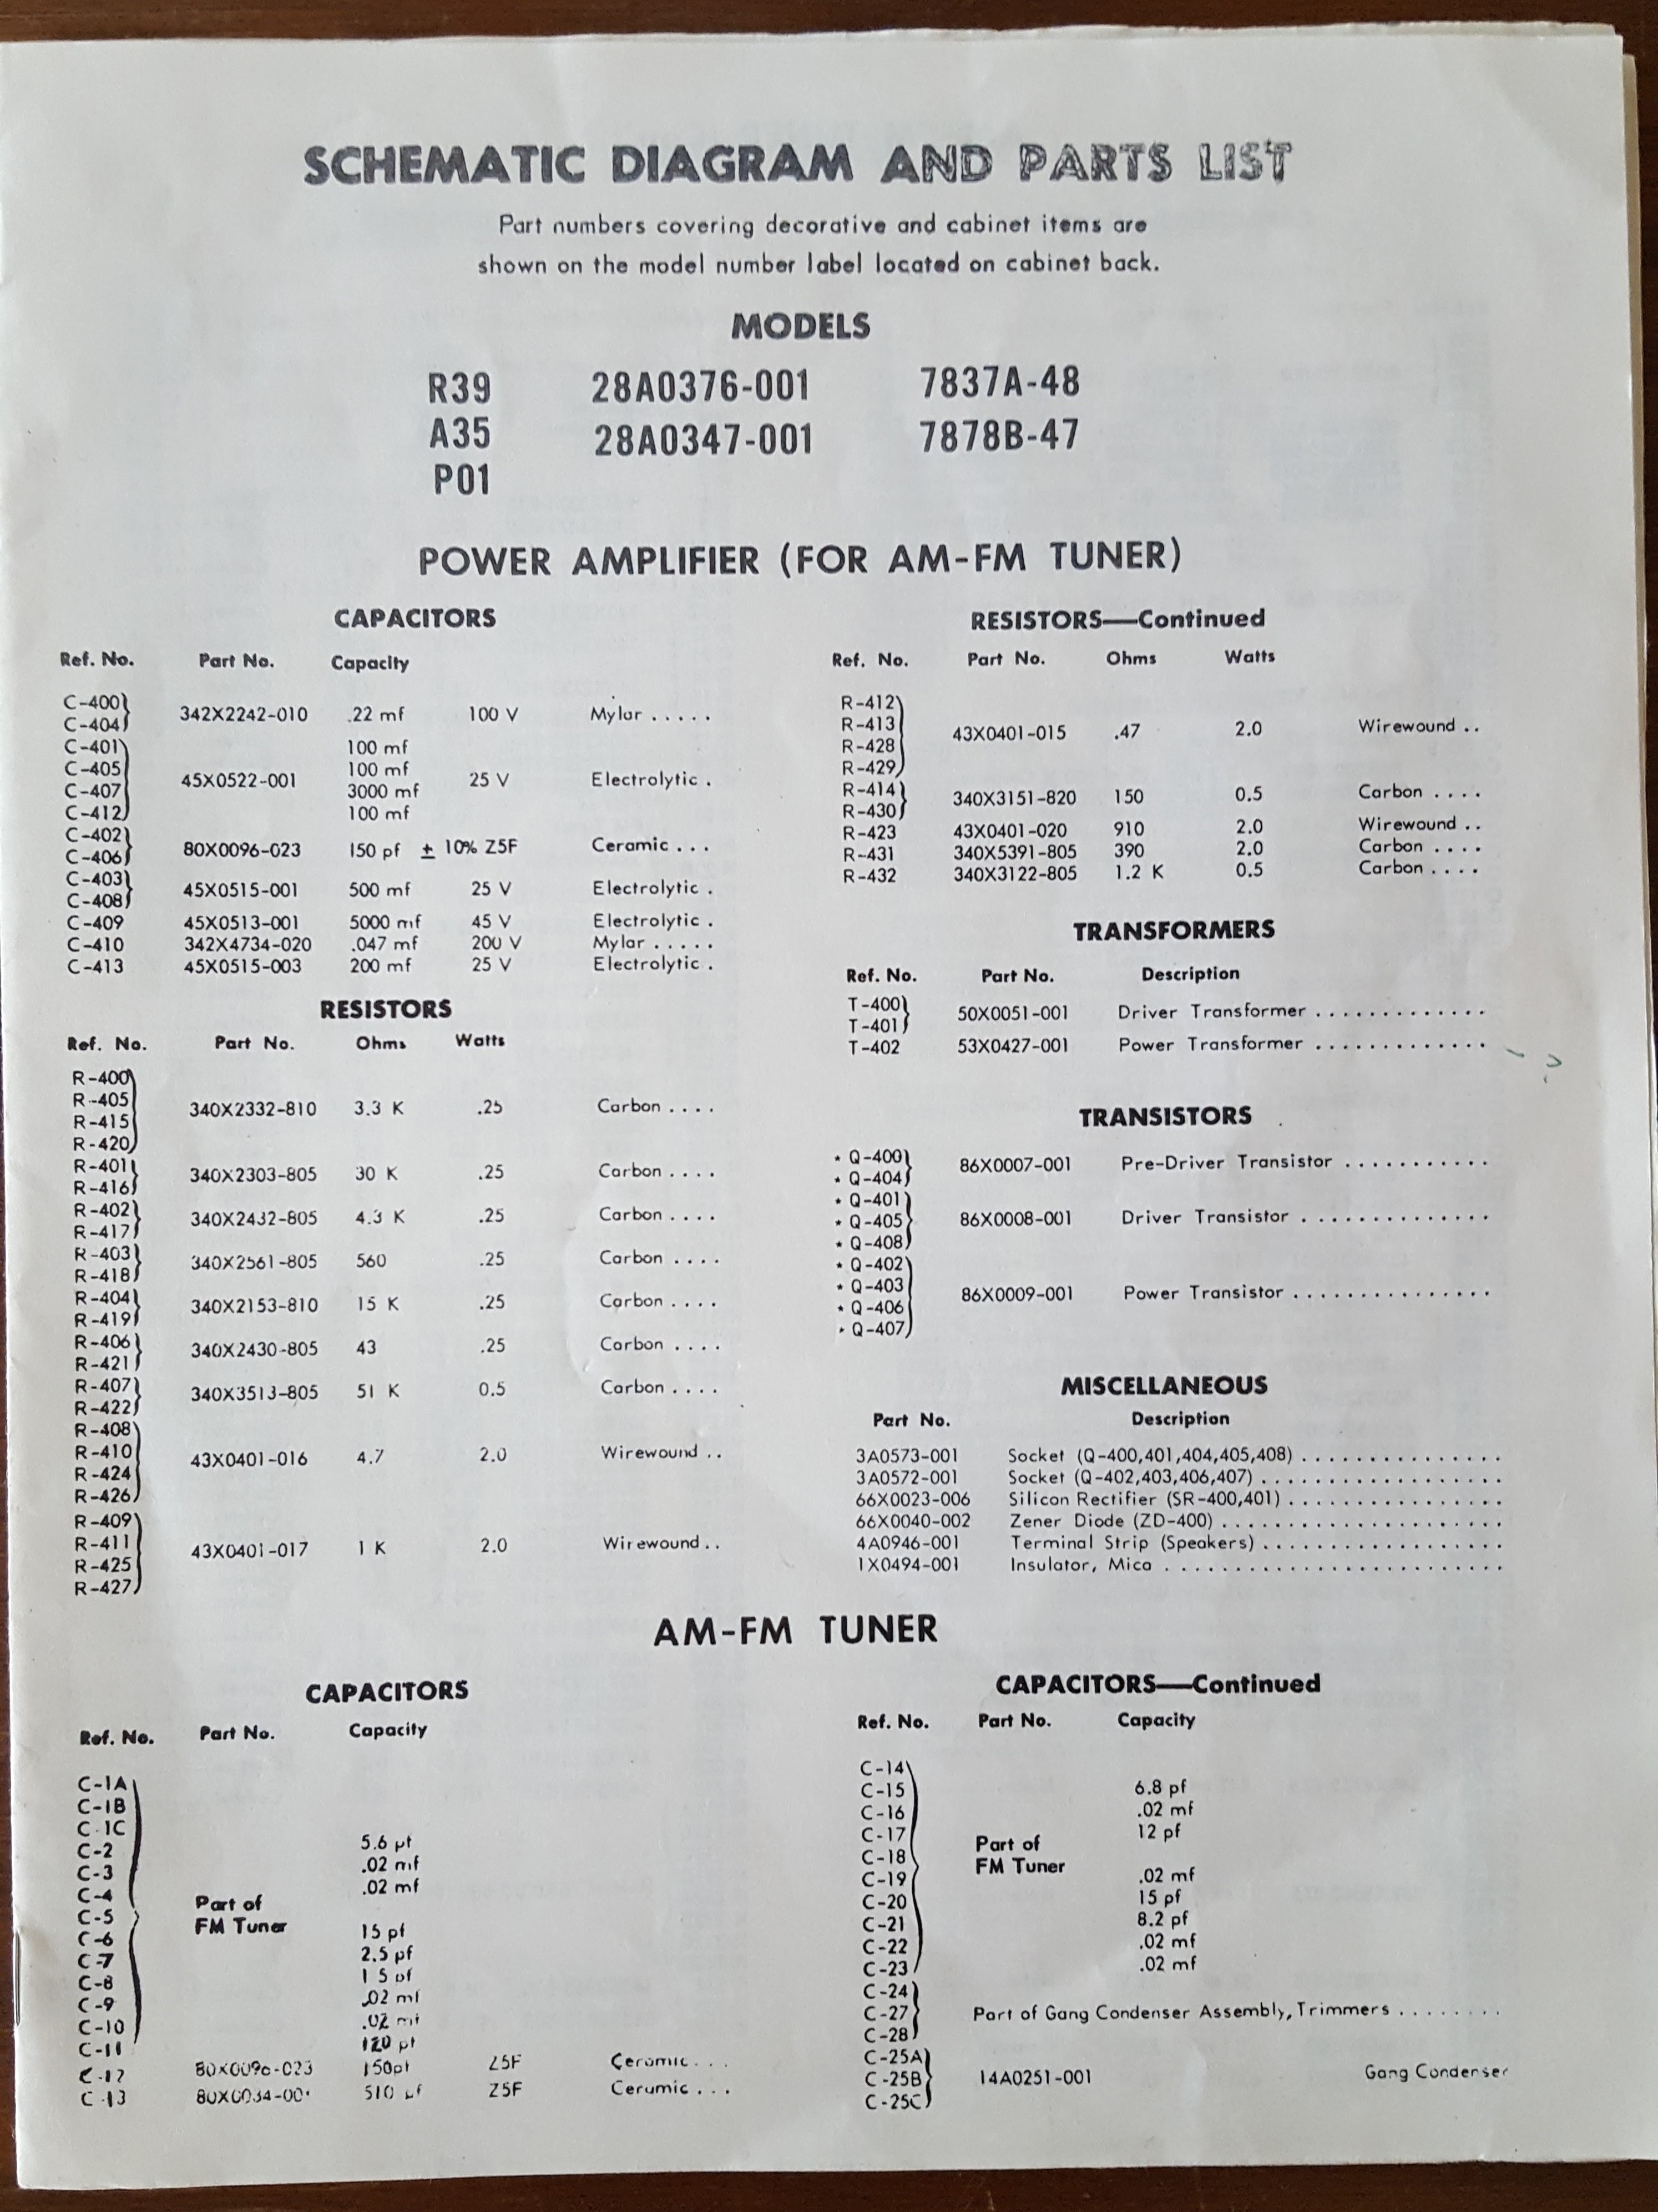 SCHEMATIC DIAGRAM AND PARTS LIST
Part numbers covering decorative and cabinet items are
shown on the model number label located on cabinet back.
MODELS
R39 28A0376-001 7837A-48
A35 28A0347-001 7878B-47
P01
POWER AMPLIFIER (FOR AM-FM TUNER)
CAPACITORS
Ref. No. Part No. Capacity
C-400
C-404 342X2242-010 .22 mf 100 V Mylar . . . . .
C-401 100 mf
C-405 100 mf
45X0522-001 25 V Electrolytic .
C-407 3000 mf
C-412 100 mf
C-402
C-406 80X0096-023 150 pf ± 10% Z5F Ceramic . . .
C-403
C-408 45X0515-001 500 mf 25 V Electrolytic .
C-409 45X0513-001 5000 mf 45 V Electrolytic .
C-410 342X4734-020 .047 mf 200 V Mylar . . . . .
C-413 45X0515-003 200 mf 25 V Electrolytic .
RESISTORS
Ref. No. Part No. Ohms Watts
R-400
R-405
340X2332-810 3.3 K .25 Carbon . . . .
R-415
R-420
R-401
R-416 340X2303-805 30 K .25 Carbon . . . .
R-402
R-417 340X2432-805 4.3 K .25 Carbon . . . .
R-403
R-418 340X2561-805 560 .25 Carbon . . . .
R-404
R-419 340X2153-810 15 K .25 Carbon . . . .
R-406
R-421 340X2430-805 43 .25 Carbon . . . .
R-407
R-422 340X3513-805 51 K 0.5 Carbon . . . .
R-408
R-410
43X0401-016 4.7 2.0 Wirewound . .
R-424
R-426
R-409
R-411
43X0401-017 1 K 2.0 Wirewound . .
R-425
R-427
RESISTORS—Continued
Ref. No. Part No. Ohms Watts
R-412
R-413
43X0401-015 .47 2.0 Wirewound . .
R-428
R-429
R-414
R-430 340X3151-820 150 0.5 Carbon . . . .
R-423 43X0401-020 910 2.0 Wirewound . .
R-431 340X5391-805 390 2.0 Carbon . . . .
R-432 340X3122-805 1.2 K 0.5 Carbon . . . .
TRANSFORMERS
Ref. No. Part No. Description
T-400
T-401 50X0051-001 Driver Transformer . . . . . . . . . . . . .
T-402 53X0427-001 Power Transformer . . . . . . . . . . . . .
TRANSISTORS
* Q-400
* Q-404 86X0007-001 Pre-Driver Transistor . . . . . . . . . . .
* Q-401
* Q-405 86X0008-001 Driver Transistor . . . . . . . . . . . . . .
* Q-408
* Q-402
* Q-403
86X0009-001 Power Transistor . . . . . . . . . . . . . . .
* Q-406
* Q-407
MISCELLANEOUS
Part No. Description
3A0573-001 Socket (Q-400,401,404,405,408) . . . . . . . . . . . . . . .
3A0572-001 Socket (Q-402,403,406,407) . . . . . . . . . . . . . . . . . .
66X0023-006 Silicon Rectifier (SR-400,401) . . . . . . . . . . . . . . . .
66X0040-002 Zener Diode (ZD-400) . . . . . . . . . . . . . . . . . . . . .
4A0946-001 Terminal Strip (Speakers) . . . . . . . . . . . . . . . . . .
1X0494-001 Insulator, Mica . . . . . . . . . . . . . . . . . . . . . . . .
AM-FM TUNER
CAPACITORS
Ref. No. Part No. Capacity
C-1A
C-1B
C-1C
C-2 5.6 pf
C-3 .02 mf
C-4 .02 mf
C-5 Part of
C-6 FM Tuner 15 pf
C-7 2.5 pf
C-8 15 pf
C-9 .02 mf
C-10 .02 mf
C-11 120 pf
C-12 80X0096-023 150pf Z5F Ceramic . . .
C-13 80X0034-001 510 pf Z5F Ceramic . . .
CAPACITORS—Continued
Ref. No. Part No. Capacity
C-14
C-15 6.8 pf
C-16 .02 mf
C-17 12 pf
C-18 Part of
C-19 FM Tuner .02 mf
C-20 15 pf
C-21 8.2 pf
C-22 .02 mf
C-23 .02 mf
C-24
C-27 Part of Gang Condenser Assembly, Trimmers . . . . . . . .
C-28
C-25A
C-25B 14A0251-001 Gang Condenser
C-25C